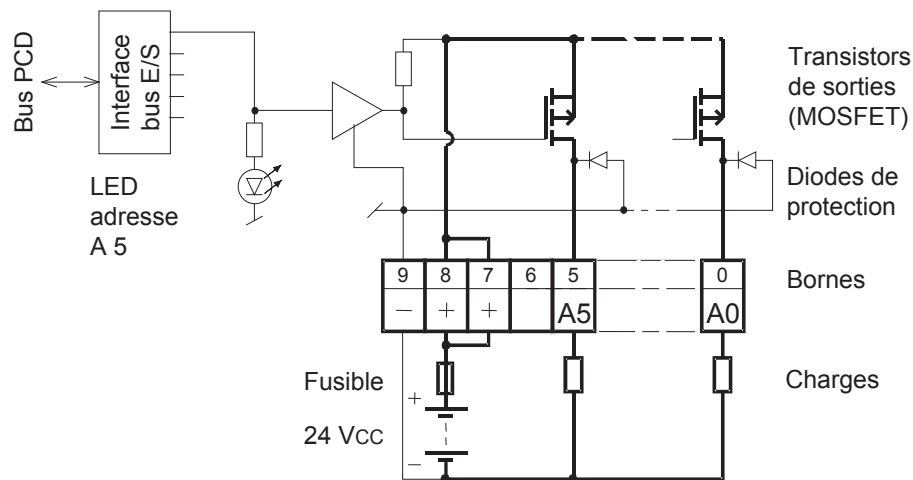 Bus PCD
Interface
bus E/S
LED
adresse
A 5
Transistors
de sorties
(MOSFET)
Diodes de
protection
9 8 7 6 5 0
– + + A5 A0
Bornes
Fusible
Charges
+
24 VCC
–